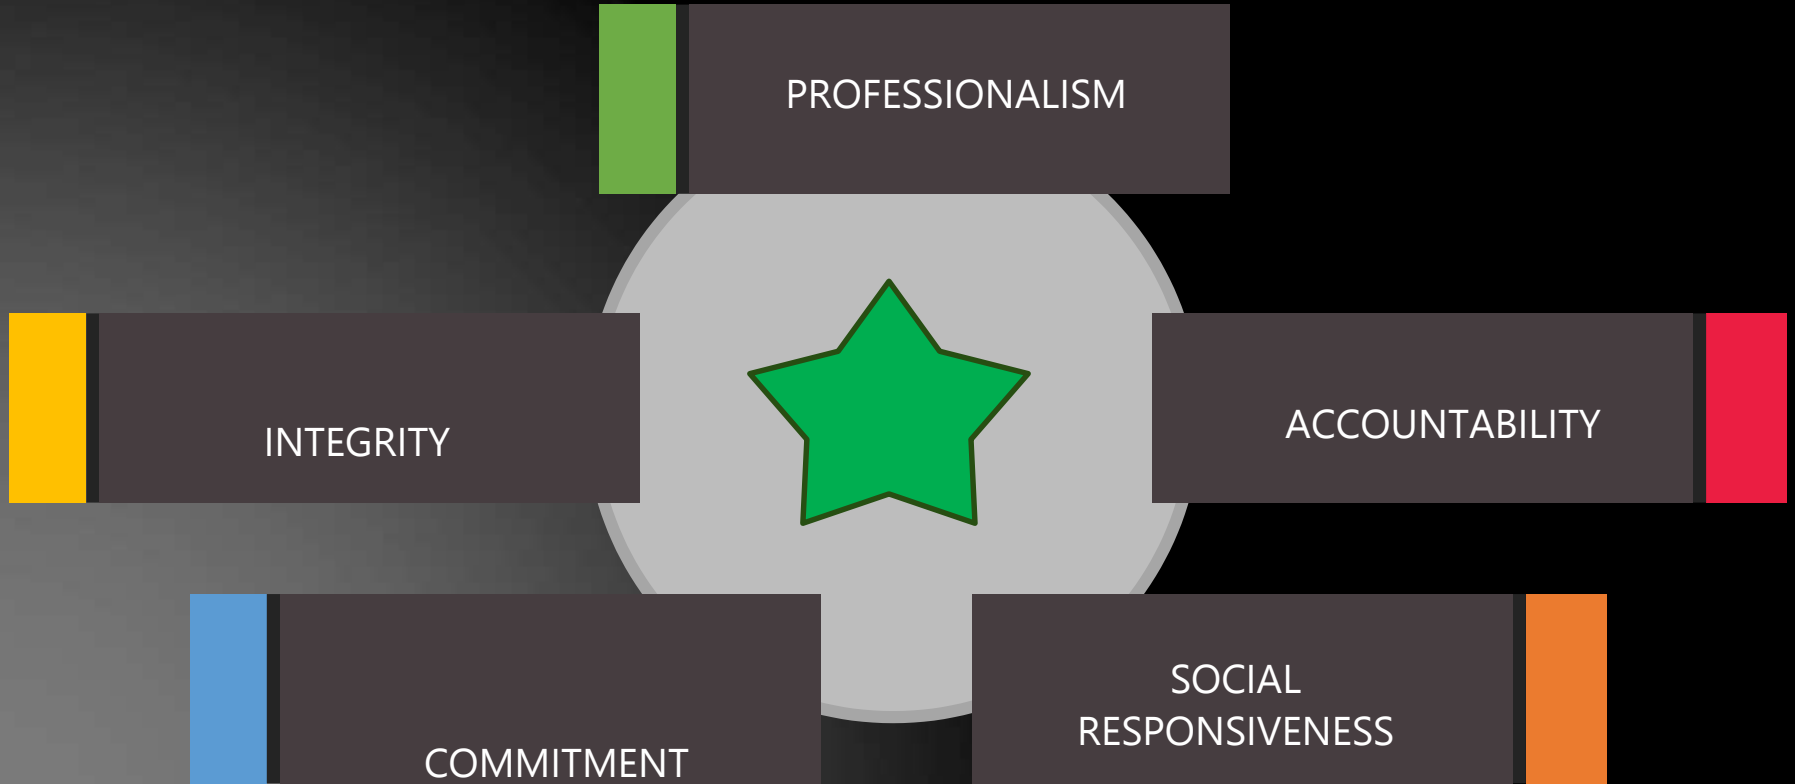 PROFESSIONALISM
INTEGRITY
ACCOUNTABILITY
COMMITMENT
SOCIAL
RESPONSIVENESS